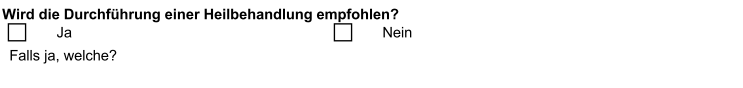 Wird die Durchführung einer Heilbehandlung empfohlen?
Ja Nein
Falls ja, welche?